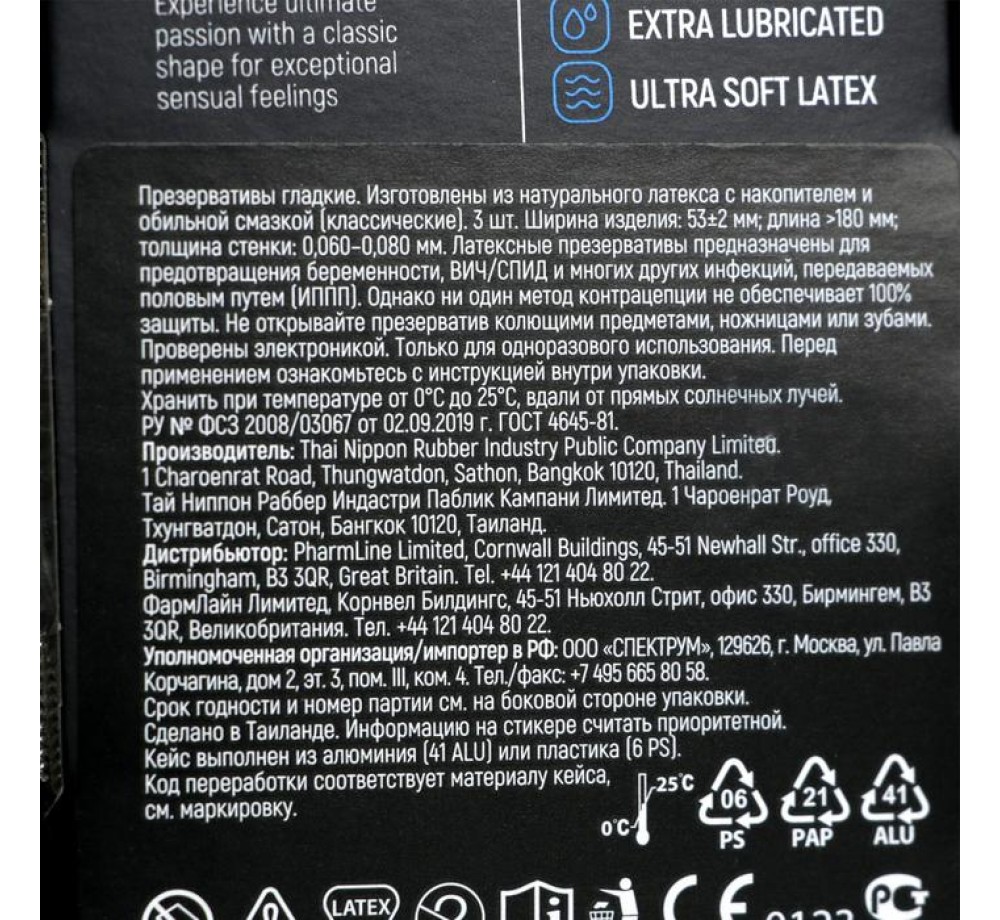 Experience ultimate
passion with a classic
shape for exceptional
sensual feelings
EXTRA LUBRICATED
ULTRA SOFT LATEX
Презервативы гладкие. Изготовлены из натурального латекса с накопителем и
обильной смазкой (классические). 3 шт. Ширина изделия: 53±2 мм; длина >180 мм;
толщина стенки: 0,060–0,080 мм. Латексные презервативы предназначены для
предотвращения беременности, ВИЧ/СПИД и многих других инфекций, передаваемых
половым путем (ИППП). Однако ни один метод контрацепции не обеспечивает 100%
защиты. Не открывайте презерватив колющими предметами, ножницами или зубами.
Проверены электроникой. Только для одноразового использования. Перед
применением ознакомьтесь с инструкцией внутри упаковки.
Хранить при температуре от 0°C до 25°C, вдали от прямых солнечных лучей.
РУ № ФСЗ 2008/03067 от 02.09.2019 г. ГОСТ 4645-81.
Производитель: Thai Nippon Rubber Industry Public Company Limited.
1 Charoenrat Road, Thungwatdon, Sathon, Bangkok 10120, Thailand.
Тай Ниппон Раббер Индастри Паблик Кампани Лимитед. 1 Чароенрат Роуд,
Тхунгватдон, Сатон, Бангкок 10120, Таиланд.
Дистрибьютор: PharmLine Limited, Cornwall Buildings, 45-51 Newhall Str., office 330,
Birmingham, B3 3QR, Great Britain. Tel. +44 121 404 80 22.
ФармЛайн Лимитед, Корнвел Билдингс, 45-51 Ньюхолл Стрит, офис 330, Бирмингем, B3
3QR, Великобритания. Тел. +44 121 404 80 22.
Уполномоченная организация/импортер в РФ: ООО «СПЕКТРУМ», 129626, г. Москва, ул. Павла
Корчагина, дом 2, эт. 3, пом. III, ком. 4. Тел./факс: +7 495 665 80 58.
Срок годности и номер партии см. на боковой стороне упаковки.
Сделано в Таиланде. Информацию на стикере считать приоритетной.
Кейс выполнен из алюминия (41 ALU) или пластика (6 PS).
Код переработки соответствует материалу кейса,
см. маркировку.
25°C
0°C
06
PS
21
PAP
41
ALU
LATEX
CE